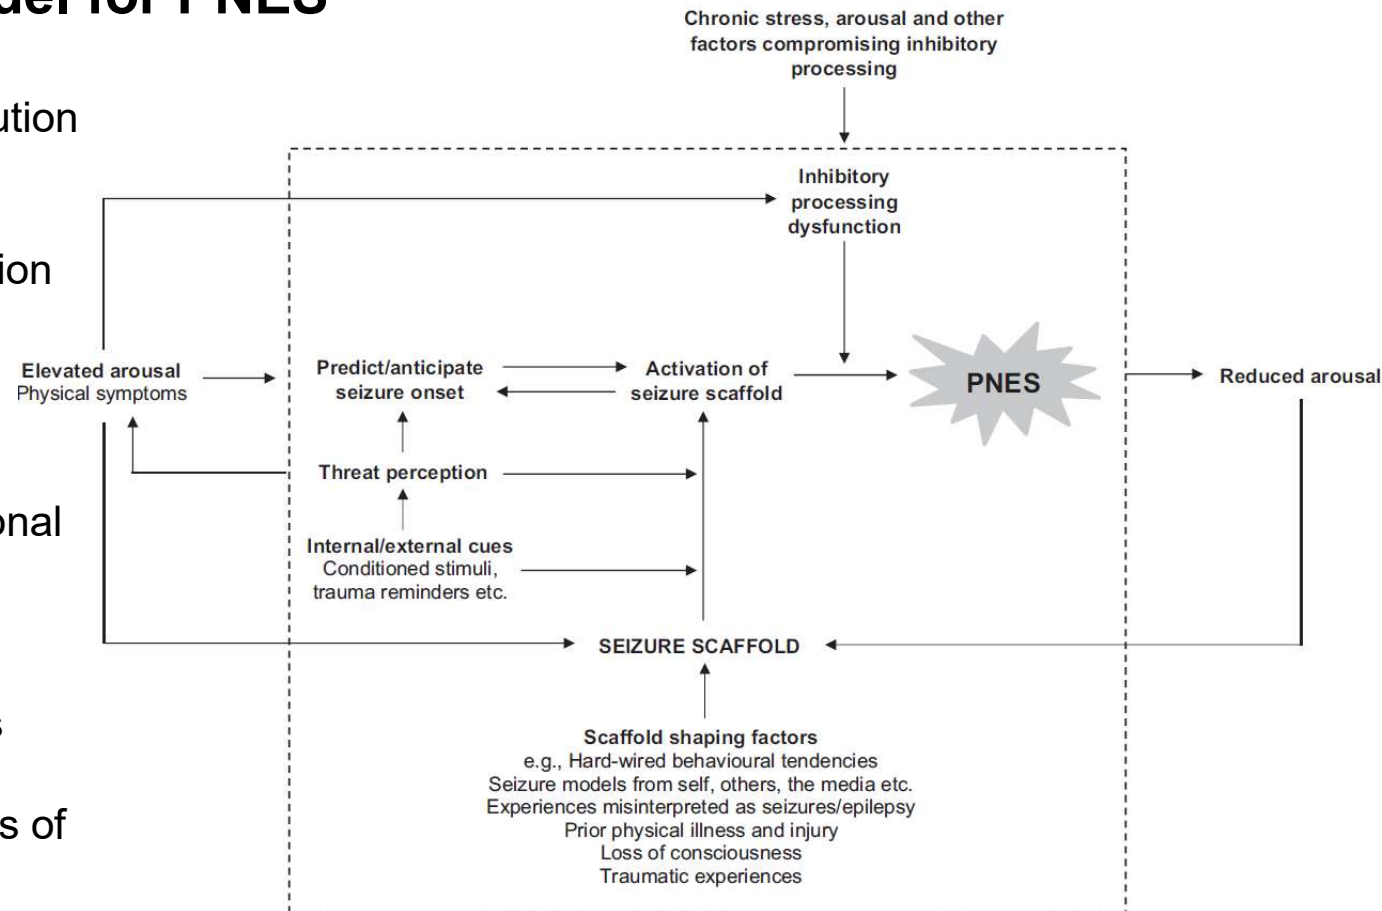 for PNES
Chronic stress, arousal and other
factors compromising inhibitory
processing
Inhibitory
processing
dysfunction
Elevated arousal
Physical symptoms
Predict/anticipate
seizure onset
Activation of
seizure scaffold
PNES
Reduced arousal
Threat perception
Internal/external cues
Conditioned stimuli,
trauma reminders etc.
SEIZURE SCAFFOLD
s of
Scaffold shaping factors
e.g., Hard-wired behavioural tendencies
Seizure models from self, others, the media etc.
Experiences misinterpreted as seizures/epilepsy
Prior physical illness and injury
Loss of consciousness
Traumatic experiences